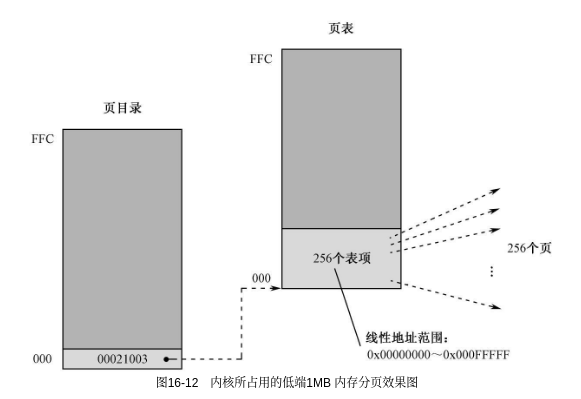 页表
FFC
页目录
FFC
256个表项
256个页
⋮
000
线性地址范围：
0x00000000～0x000FFFFF
000
00021003
图16-12 内核所占用的低端1MB 内存分页效果图